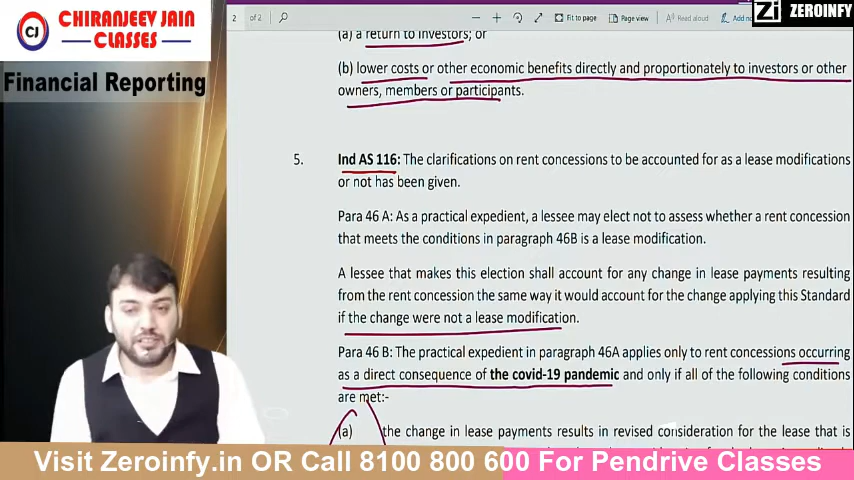 CHIRANJEEV JAIN
CJ
CLASSES
Financial Reporting
2 of 2
Fit to page
Page view
Read aloud
Add no
Zi ZEROINFY
(a) a return to investors; or
(b) lower costs or other economic benefits directly and proportionately to investors or other
owners, members or participants.
5. Ind AS 116: The clarifications on rent concessions to be accounted for as a lease modifications
or not has been given.
Para 46 A: As a practical expedient, a lessee may elect not to assess whether a rent concession
that meets the conditions in paragraph 46B is a lease modification.
A lessee that makes this election shall account for any change in lease payments resulting
from the rent concession the same way it would account for the change applying this Standard
if the change were not a lease modification.
Para 46 B: The practical expedient in paragraph 46A applies only to rent concessions occurring
as a direct consequence of the covid-19 pandemic and only if all of the following conditions
are met:-
(a) the change in lease payments results in revised consideration for the lease that is
Visit Zeroinfy.in OR Call 8100 800 600 For Pendrive Classes